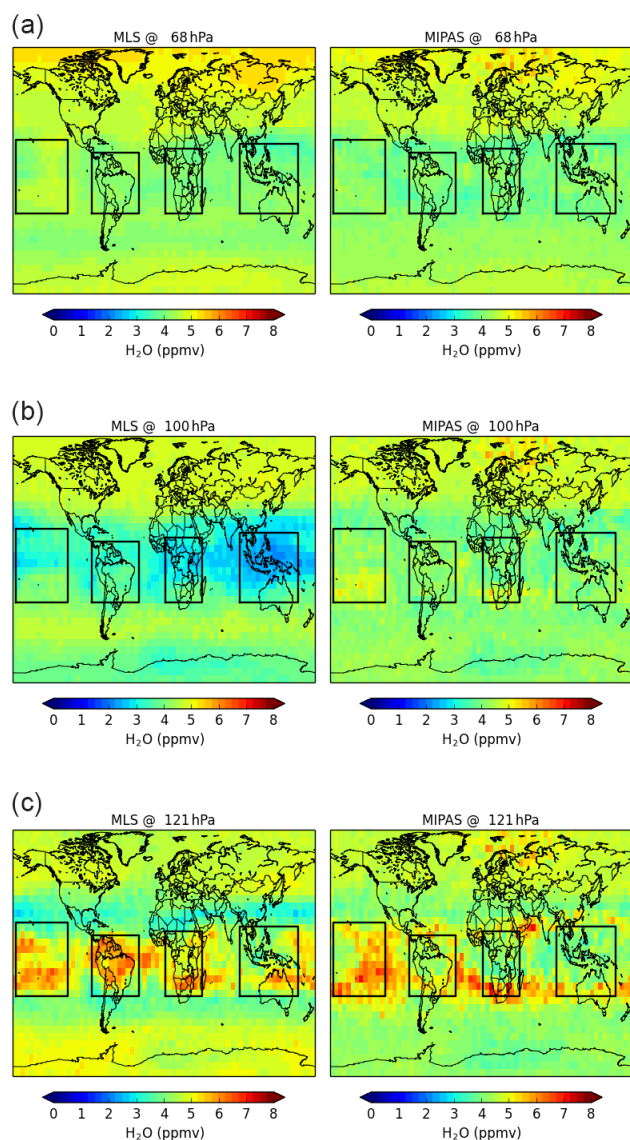 (a)
MLS @ 68 hPa
MIPAS @ 68 hPa
0 1 2 3 4 5 6 7 8
H₂O (ppmv)
0 1 2 3 4 5 6 7 8
H₂O (ppmv)
(b)
MLS @ 100 hPa
MIPAS @ 100 hPa
0 1 2 3 4 5 6 7 8
H₂O (ppmv)
0 1 2 3 4 5 6 7 8
H₂O (ppmv)
(c)
MLS @ 121 hPa
MIPAS @ 121 hPa
0 1 2 3 4 5 6 7 8
H₂O (ppmv)
0 1 2 3 4 5 6 7 8
H₂O (ppmv)